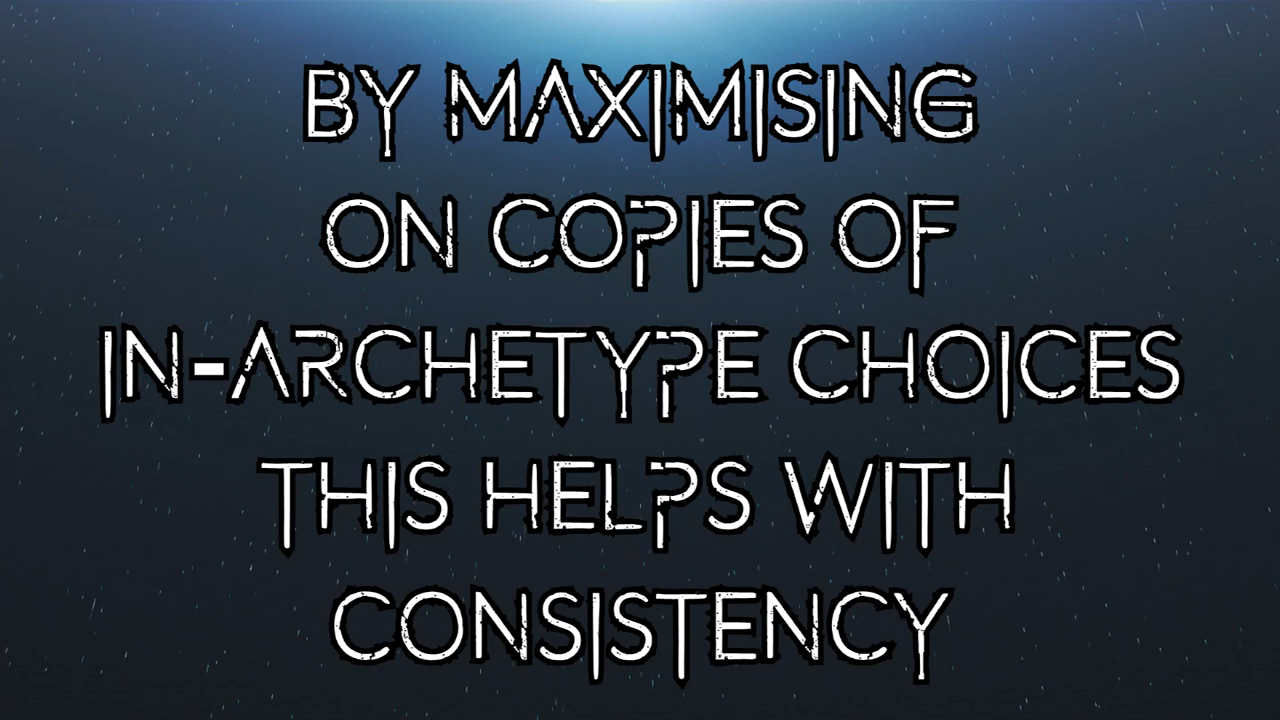 BY MAXIMISING
ON COPIES OF
IN-ARCHETYPE CHOICES
THIS HELPS WITH
CONSISTENCY